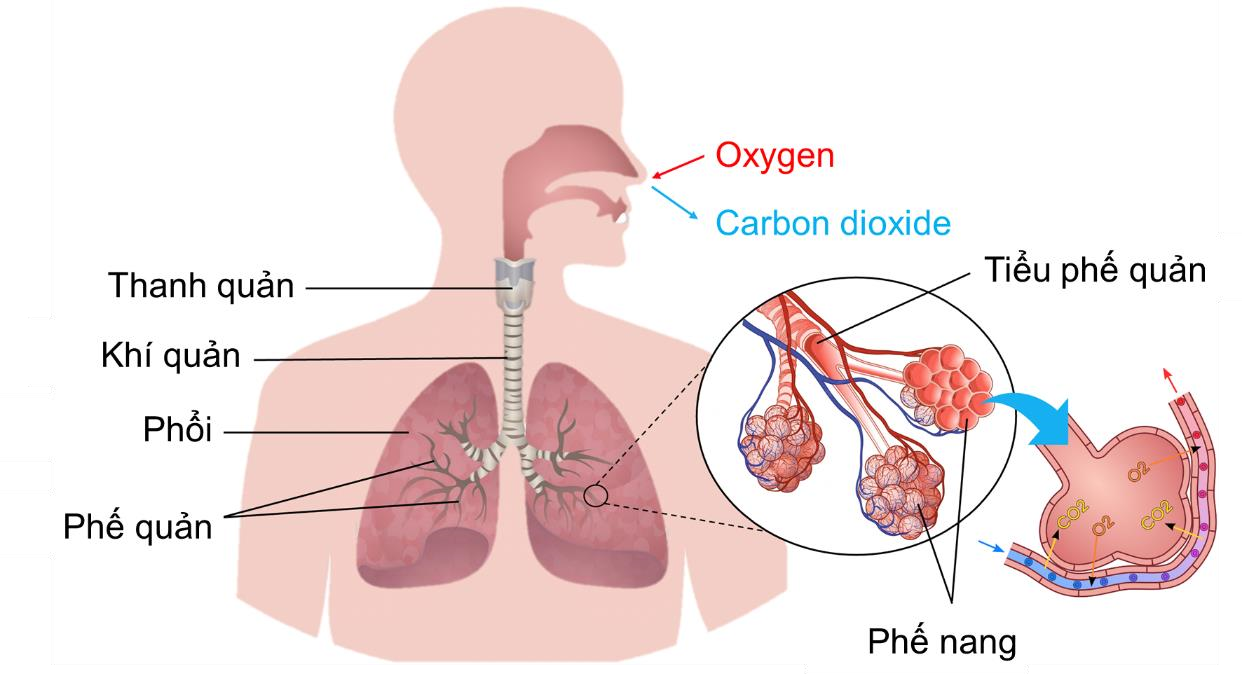 Oxygen
Carbon dioxide
Tiểu phế quản
Thanh quản
Khí quản
Phổi
Phế quản
O2
CO2
O2
CO2
Phế nang